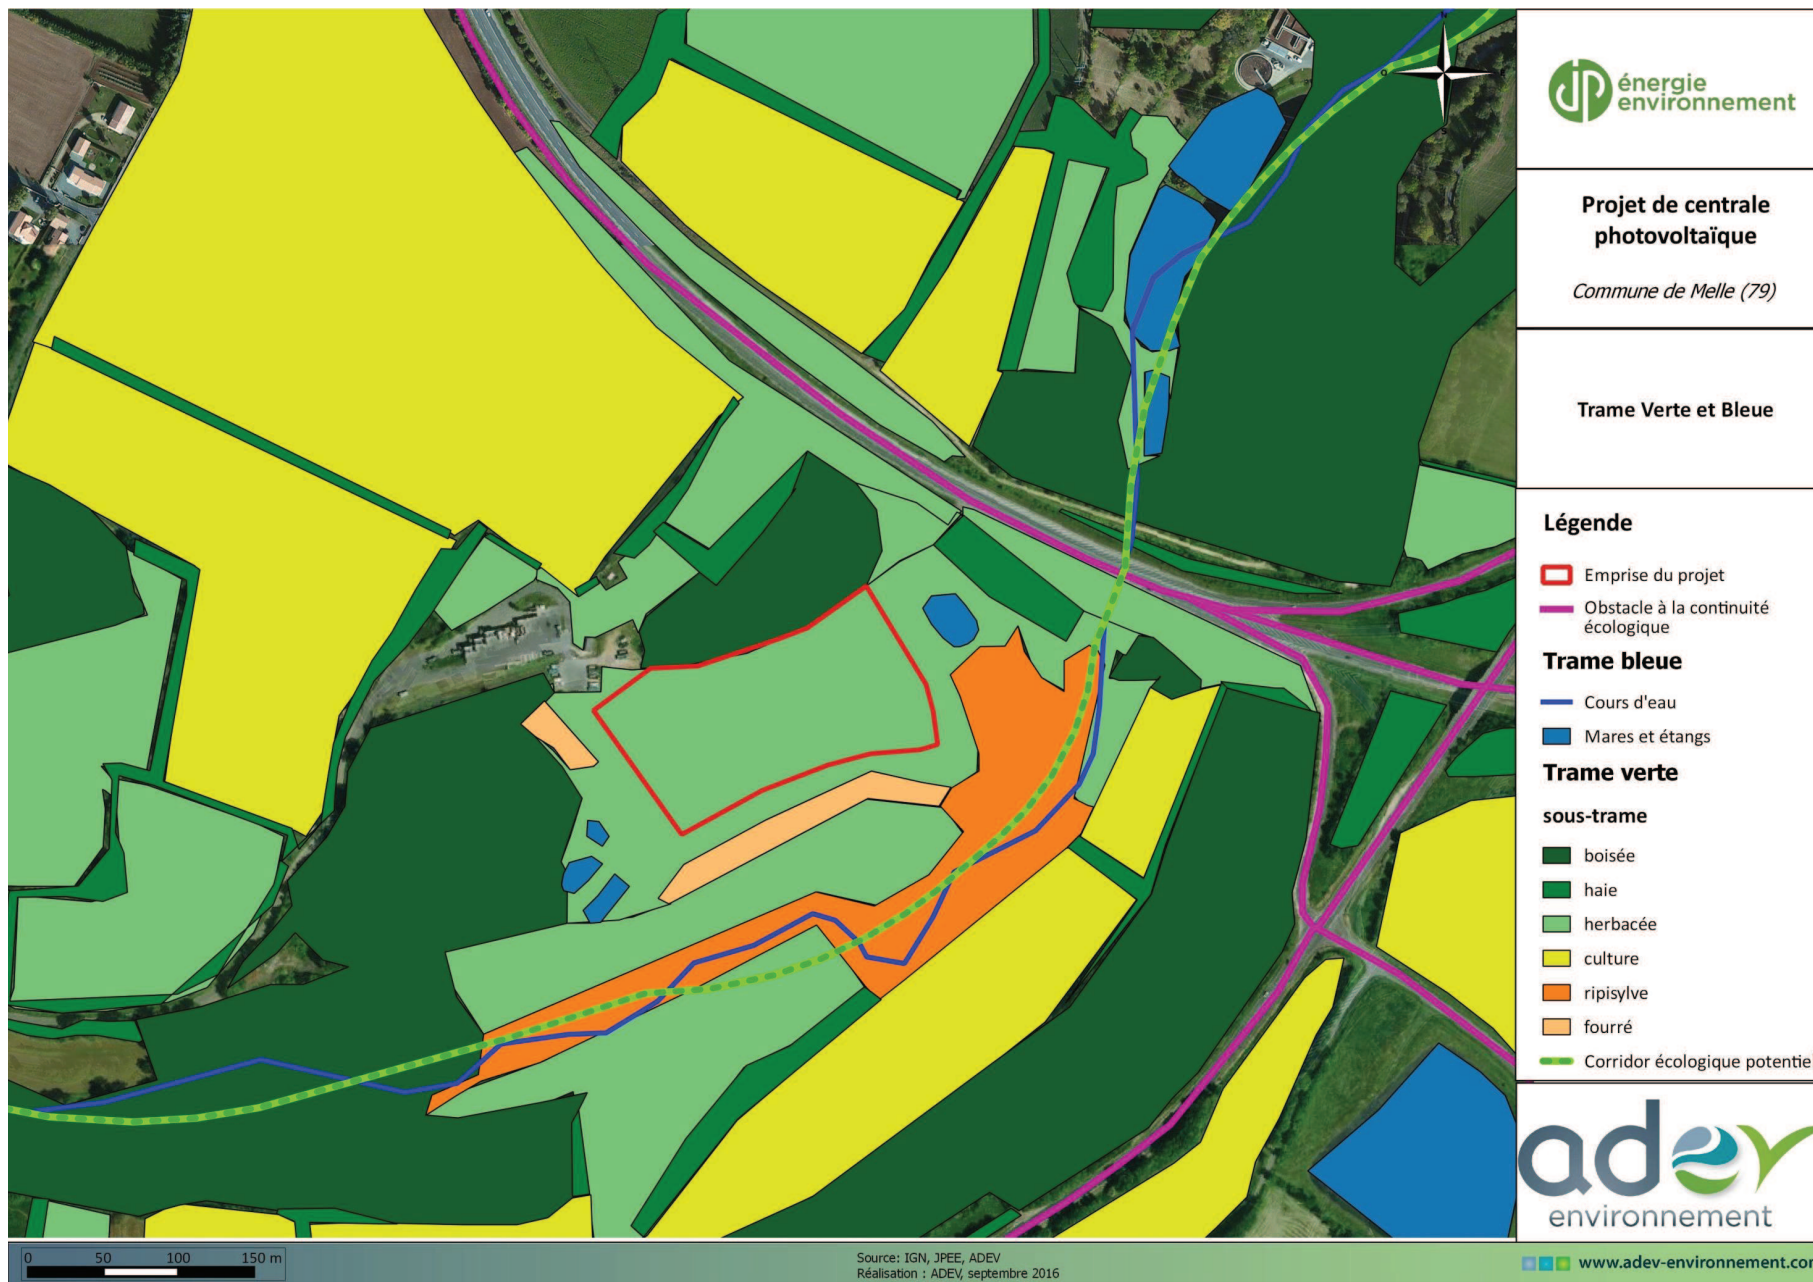 énergie
environnement
Projet de centrale
photovoltaïque
Commune de Melle (79)
Trame Verte et Bleue
Légende
Emprise du projet
Obstacle à la continuité
écologique
Trame bleue
Cours d'eau
Mares et étangs
Trame verte
sous-trame
boisée
haie
herbacée
culture
ripisylve
fourré
Corridor écologique potentie
adev
environnement
0 50 100 150 m
Source: IGN, JPEE, ADEV
Réalisation : ADEV, septembre 2016
www.adev-environnement.com